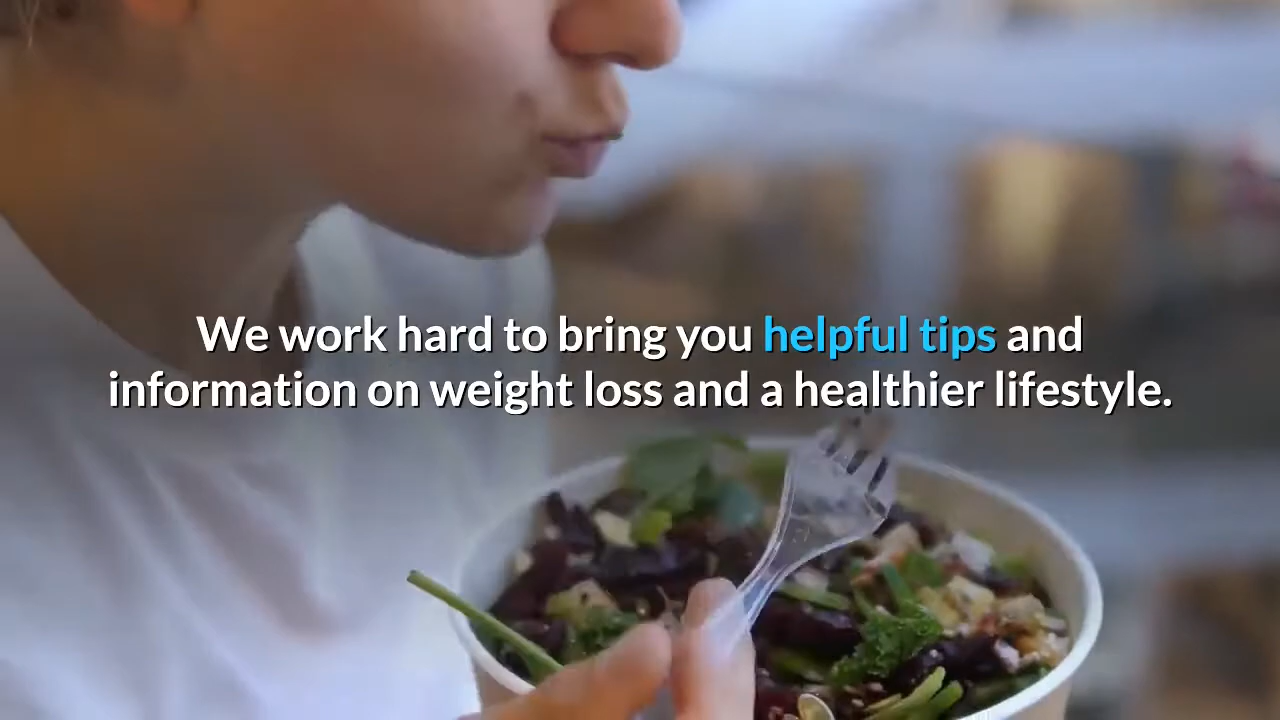 We work hard to bring you helpful tips and
information on weight loss and a healthier lifestyle.